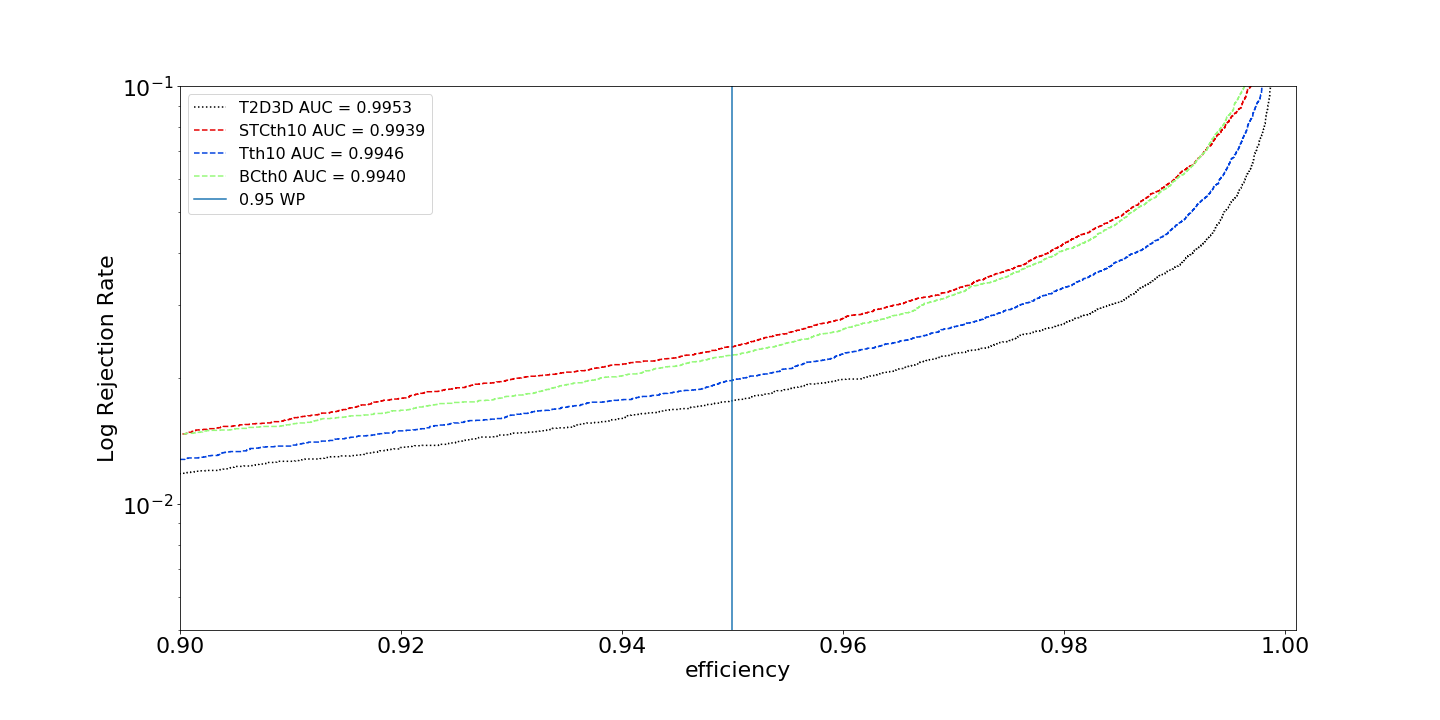 10⁻¹
T2D3D AUC = 0.9953
STCth10 AUC = 0.9939
Tth10 AUC = 0.9946
BCth0 AUC = 0.9940
0.95 WP
Log Rejection Rate
10⁻²
0.90 0.92 0.94 0.96 0.98 1.00
efficiency